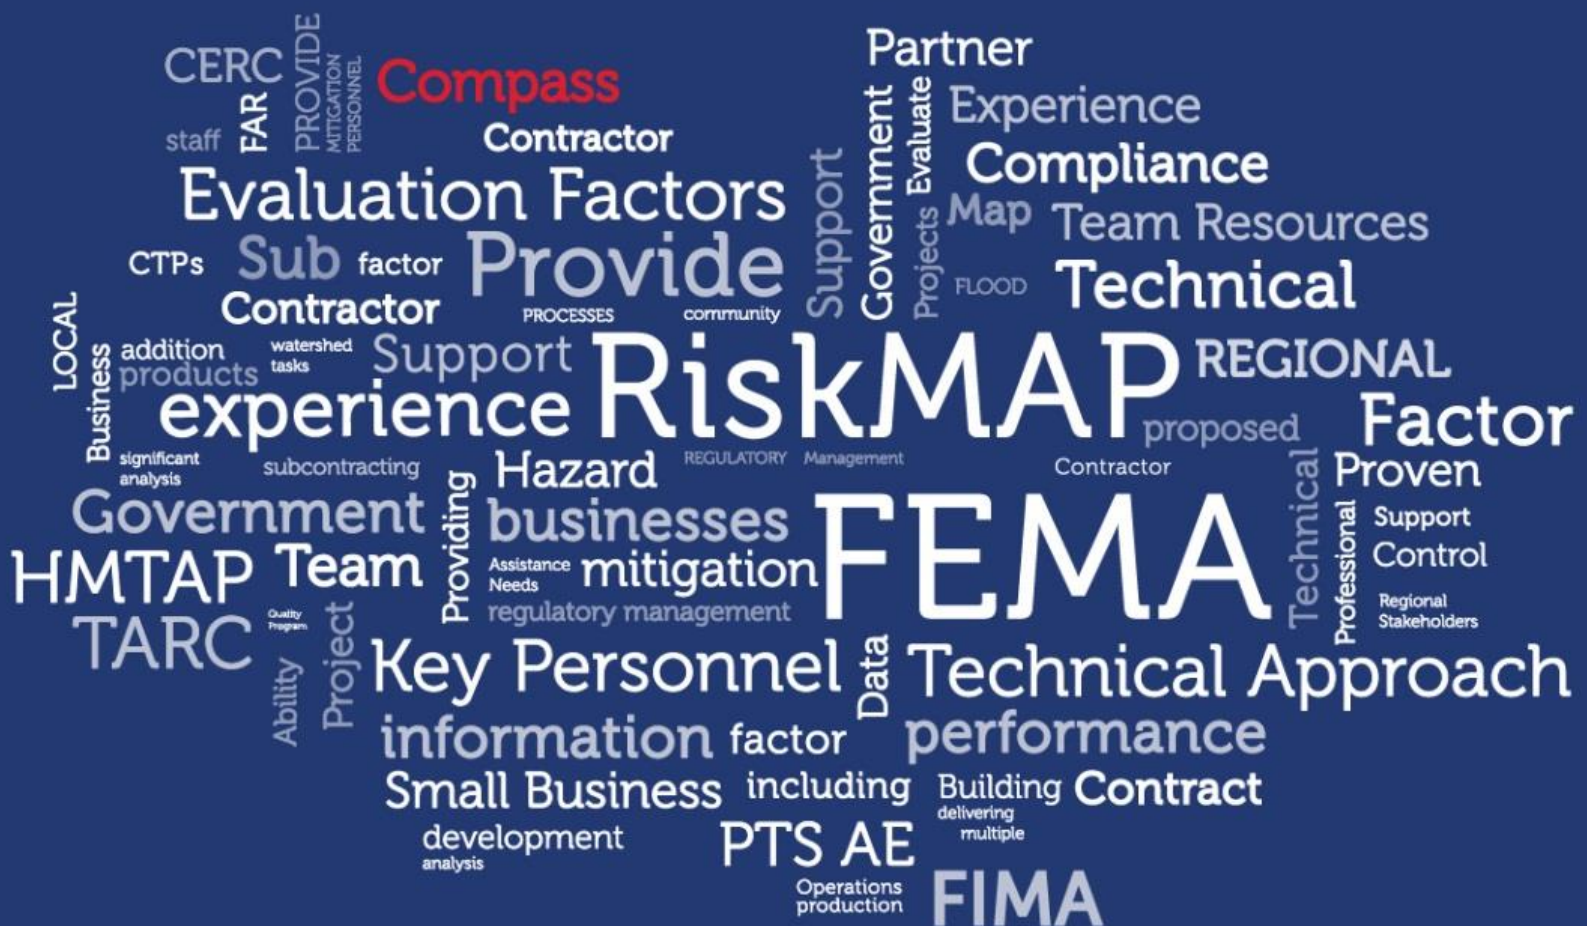 CERC
PROVIDE
MITIGATION
PERSONNEL
Compass
Partner
staff
FAR
Contractor
Government
Evaluate
Experience
Compliance
Evaluation Factors
Support
Projects
Map
Team Resources
CTPs
Sub
factor
Provide
FLOOD
Technical
Contractor
PROCESSES
community
LOCAL
Business
addition
products
watershed
tasks
Support
RiskMAP
REGIONAL
experience
proposed
Factor
significant
analysis
subcontracting
Hazard
REGULATORY
Management
Contractor
Proven
Government
Providing
businesses
FEMA
Technical
Professional
Support
Control
HMTAP
Team
Assistance
Needs
mitigation
regulatory management
Regional
Stakeholders
TARC
Quality
Program
Ability
Project
Key Personnel
Data
Technical Approach
information
factor
performance
Small Business
including
Building
Contract
delivering
multiple
development
analysis
PTS AE
Operations
production
FIMA